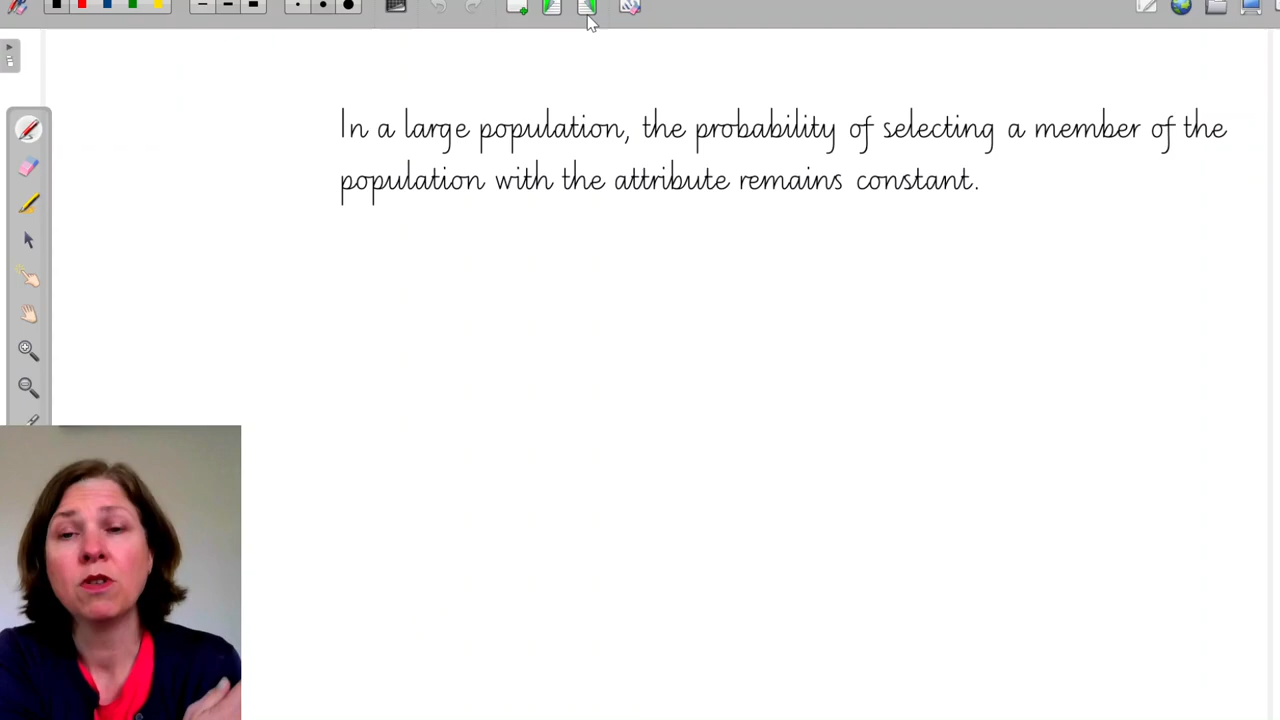 In a large population, the probability of selecting a member of the
population with the attribute remains constant.